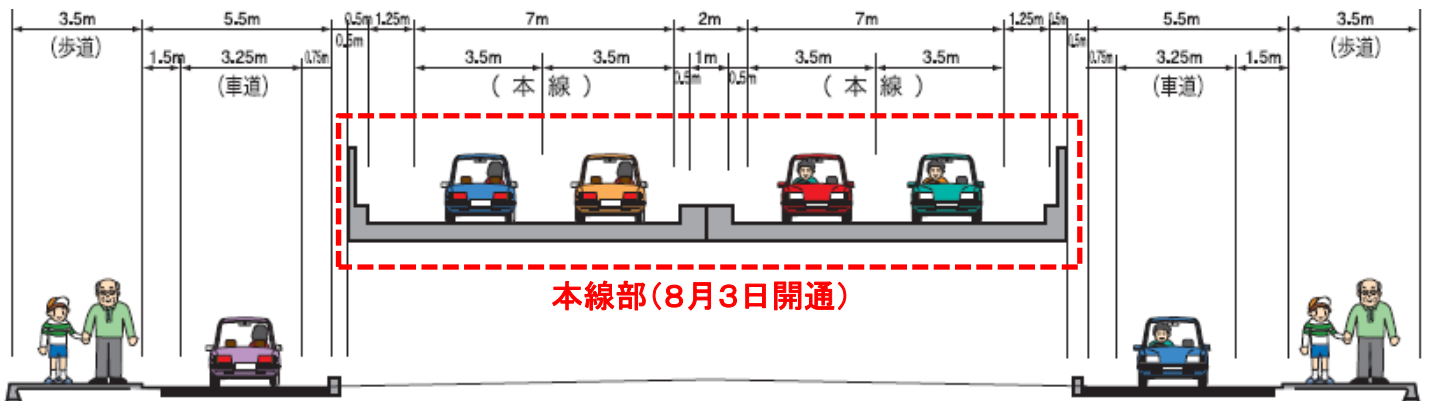 3.5m 5.5m 0.5m 1.25m 7m 2m 7m 1.25m 0.5m 5.5m 3.5m
(歩道) 0.5m 0.5m (歩道)
1.5m 3.25m 0.75m 3.5m 3.5m 1m 3.5m 3.5m 0.75m 3.25m 1.5m
(車道) (本線) 0.5m 0.5m (本線) (車道)
本線部(8月3日開通)